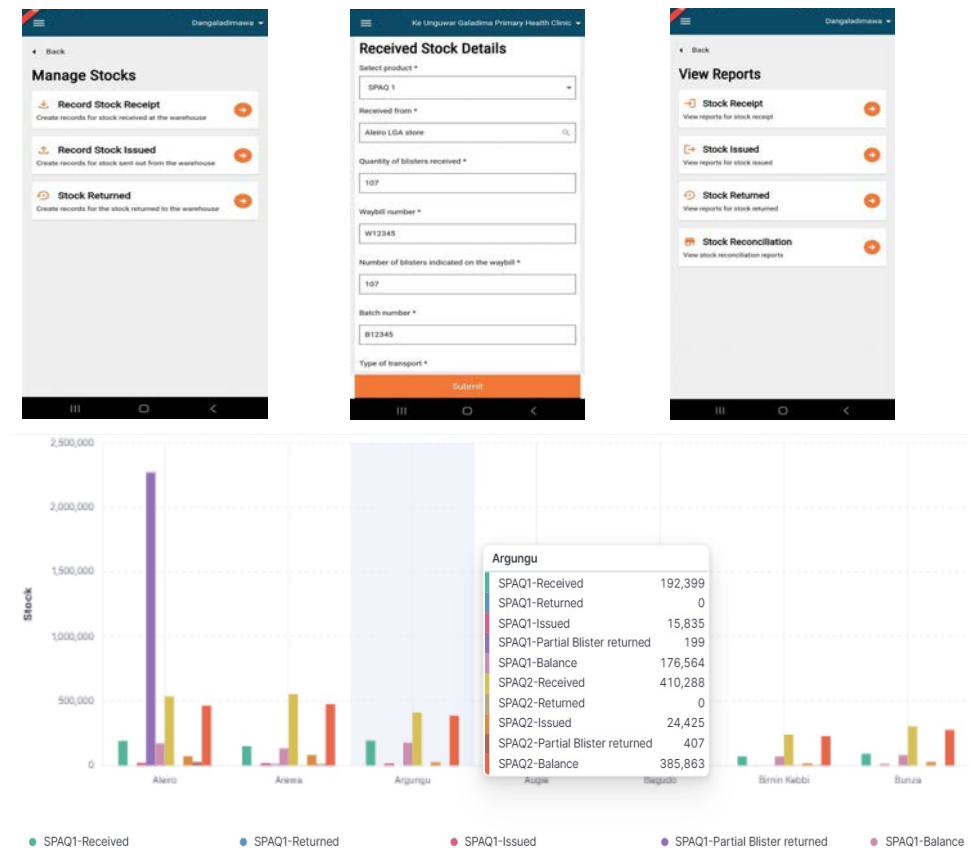 Dangaladimawa
Back
Manage Stocks
Record Stock Receipt
Create records for stock received at the warehouse
Record Stock Issued
Create records for stock sent out from the warehouse
Stock Returned
Create records for the stock returned to the warehouse
Ke Unguwar Galadima Primary Health Clinic
Received Stock Details
Select product *
SPAQ 1
Received from *
Aleiro LGA store
Quantity of blisters received *
107
Waybill number *
W12345
Number of blisters indicated on the waybill *
107
Batch number *
B12345
Type of transport *
Submit
Dangaladimawa
Back
View Reports
Stock Receipt
View reports for stock receipt
Stock Issued
View reports for stock issued
Stock Returned
View reports for stock returned
Stock Reconciliation
View stock reconciliation reports
Stock
2,500,000
2,000,000
1,500,000
1,000,000
500,000
0
Argungu
SPAQ1-Received 192,399
SPAQ1-Returned 0
SPAQ1-Issued 15,835
SPAQ1-Partial Blister returned 199
SPAQ1-Balance 176,564
SPAQ2-Received 410,288
SPAQ2-Returned 0
SPAQ2-Issued 24,425
SPAQ2-Partial Blister returned 407
SPAQ2-Balance 385,863
Aleiro Arewa Argungu Augie Bagudo Birnin Kebbi Bunza
SPAQ1-Received SPAQ1-Returned SPAQ1-Issued SPAQ1-Partial Blister returned SPAQ1-Balance